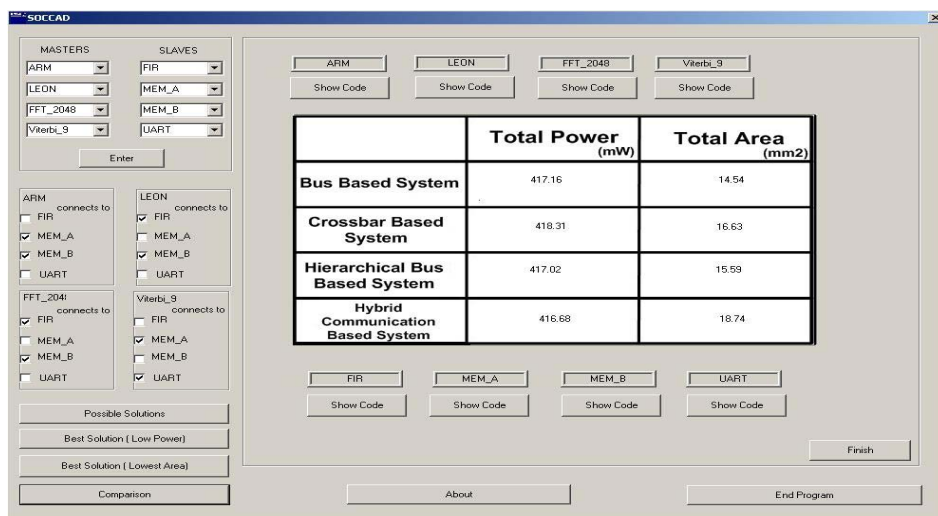 SOCCAD
MASTERS SLAVES
ARM FIR
LEON MEM_A
FFT_2048 MEM_B
Viterbi_9 UART
Enter
ARM
connects to
FIR
MEM_A
MEM_B
UART
LEON
connects to
FIR
MEM_A
MEM_B
UART
FFT_204
connects to
FIR
MEM_A
MEM_B
UART
Viterbi_9
connects to
FIR
MEM_A
MEM_B
UART
Possible Solutions
Best Solution ( Low Power)
Best Solution ( Lowest Area)
Comparison
ARM LEON FFT_2048 Viterbi_9
Show Code Show Code Show Code Show Code
Total Power Total Area
(mW) (mm2)
Bus Based System 417.16 14.54
Crossbar Based
System 418.31 16.63
Hierarchical Bus
Based System 417.02 15.59
Hybrid
Communication
Based System 416.68 18.74
FIR MEM_A MEM_B UART
Show Code Show Code Show Code Show Code
Finish
About
End Program